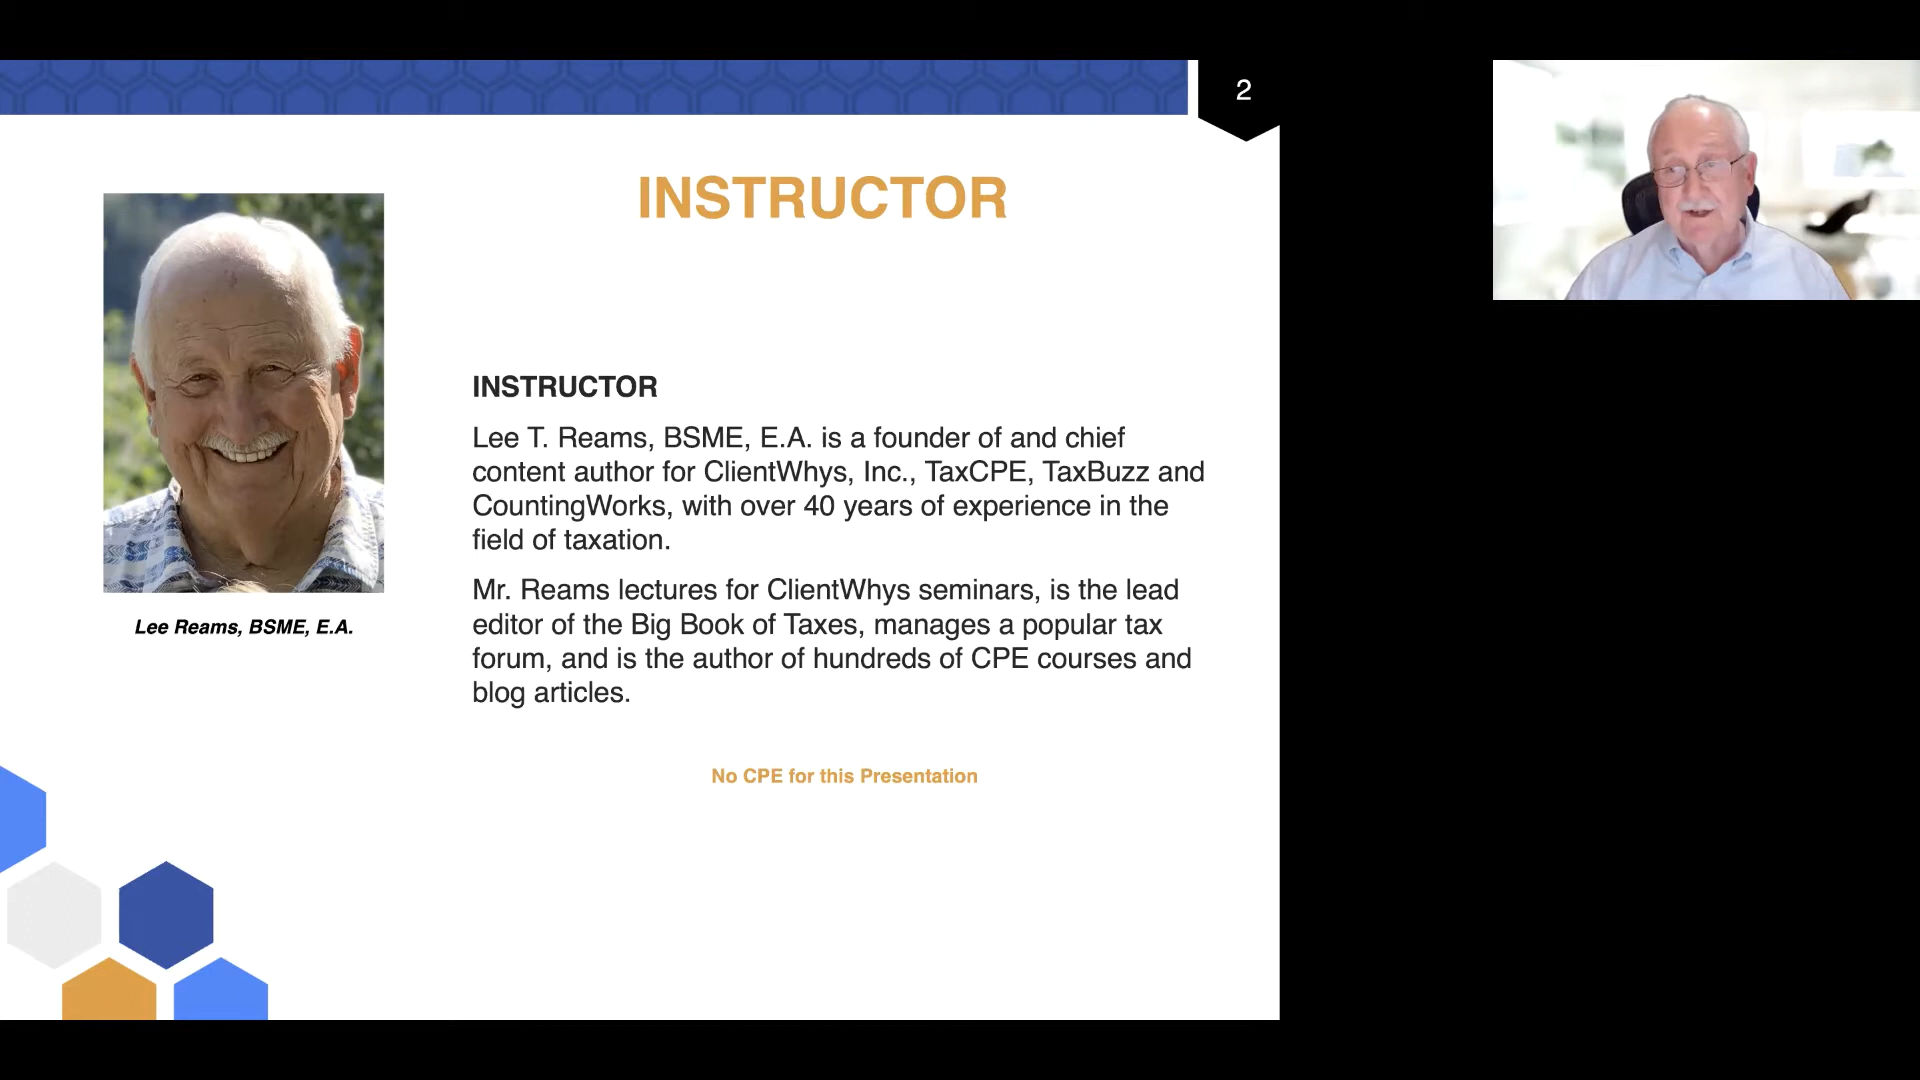 2
INSTRUCTOR
INSTRUCTOR
Lee T. Reams, BSME, E.A. is a founder of and chief
content author for ClientWhys, Inc., TaxCPE, TaxBuzz and
CountingWorks, with over 40 years of experience in the
field of taxation.
Mr. Reams lectures for ClientWhys seminars, is the lead
editor of the Big Book of Taxes, manages a popular tax
forum, and is the author of hundreds of CPE courses and
blog articles.
Lee Reams, BSME, E.A.
No CPE for this Presentation